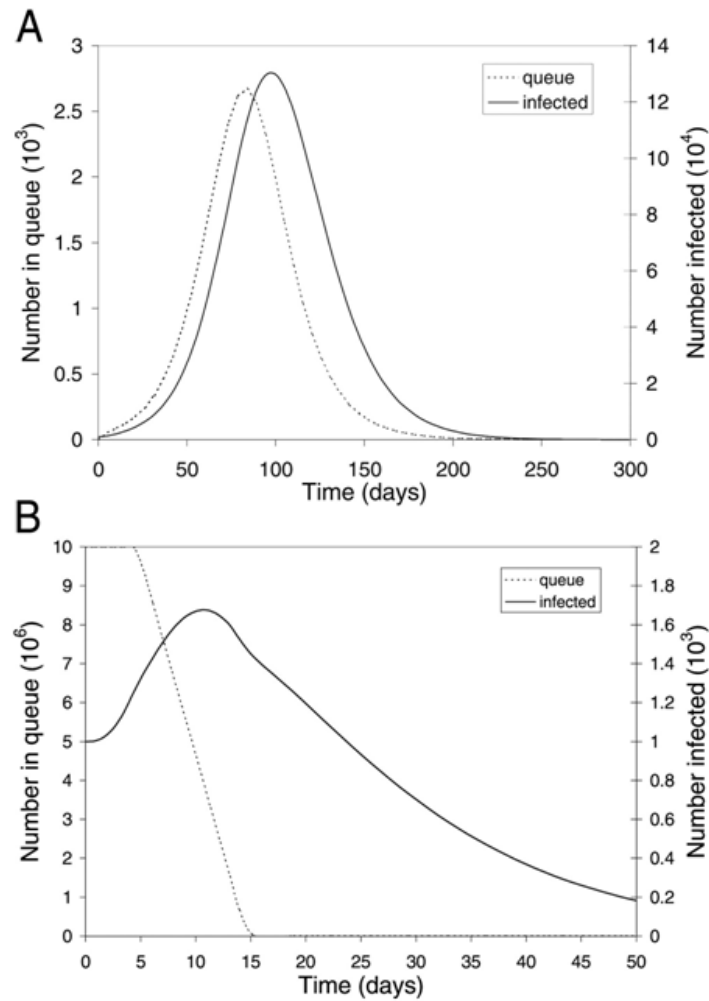 A
3
2.5
2
1.5
1
0.5
0
Number in queue (10³)
14
12
10
8
6
4
2
0
Number infected (10⁴)
queue
infected
0 50 100 150 200 250 300
Time (days)
B
10
9
8
7
6
5
4
3
2
1
0
Number in queue (10⁶)
2
1.8
1.6
1.4
1.2
1
0.8
0.6
0.4
0.2
0
Number infected (10³)
queue
infected
0 5 10 15 20 25 30 35 40 45 50
Time (days)